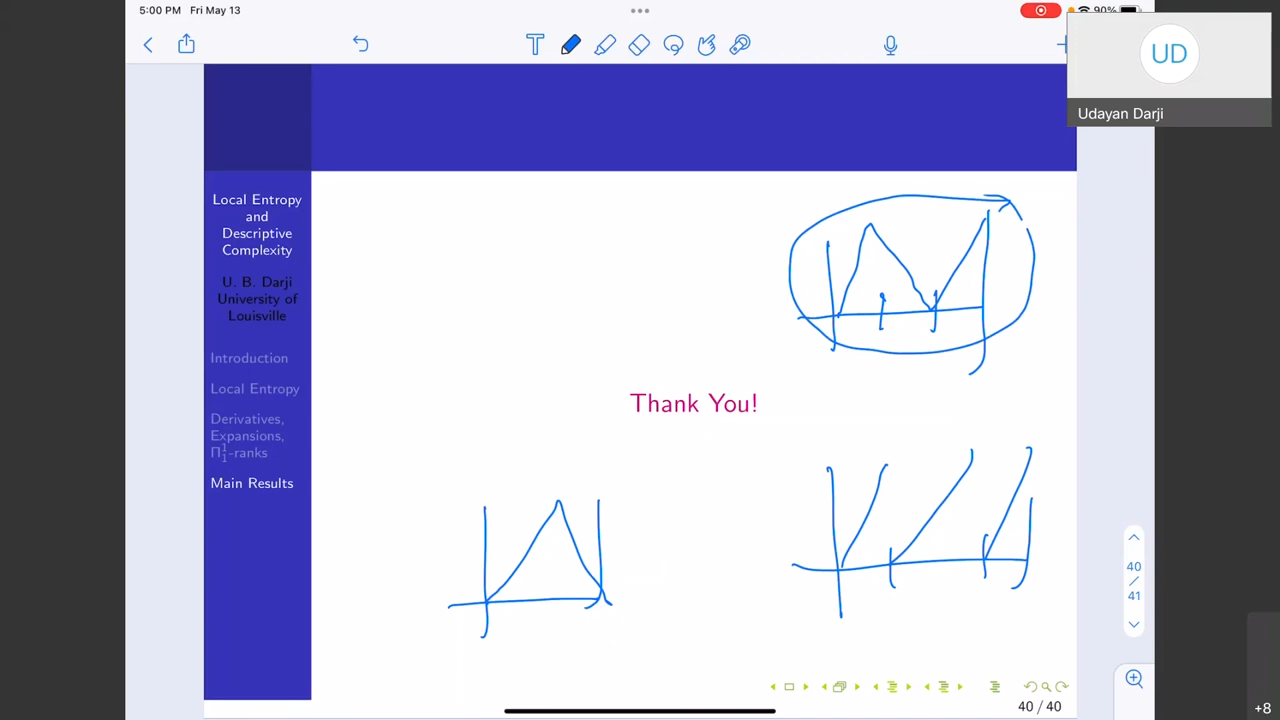 5:00 PM Fri May 13
90%
UD
Udayan Darji
Local Entropy
and
Descriptive
Complexity
U. B. Darji
University of
Louisville
Introduction
Local Entropy
Derivatives,
Expansions,
Π₁¹-ranks
Main Results
Thank You!
40
/
41
40 / 40
+8